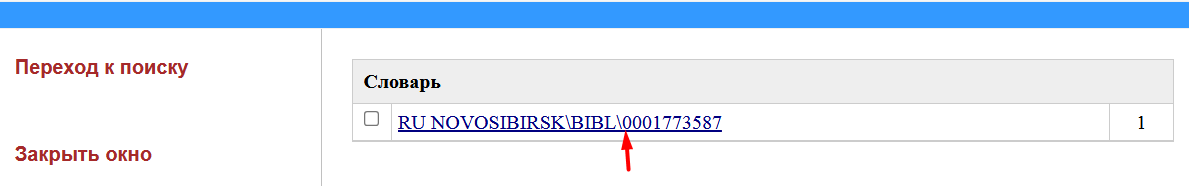 Переход к поиску
Закрыть окно
Словарь
RU NOVOSIBIRSK\BIBL\0001773587 1